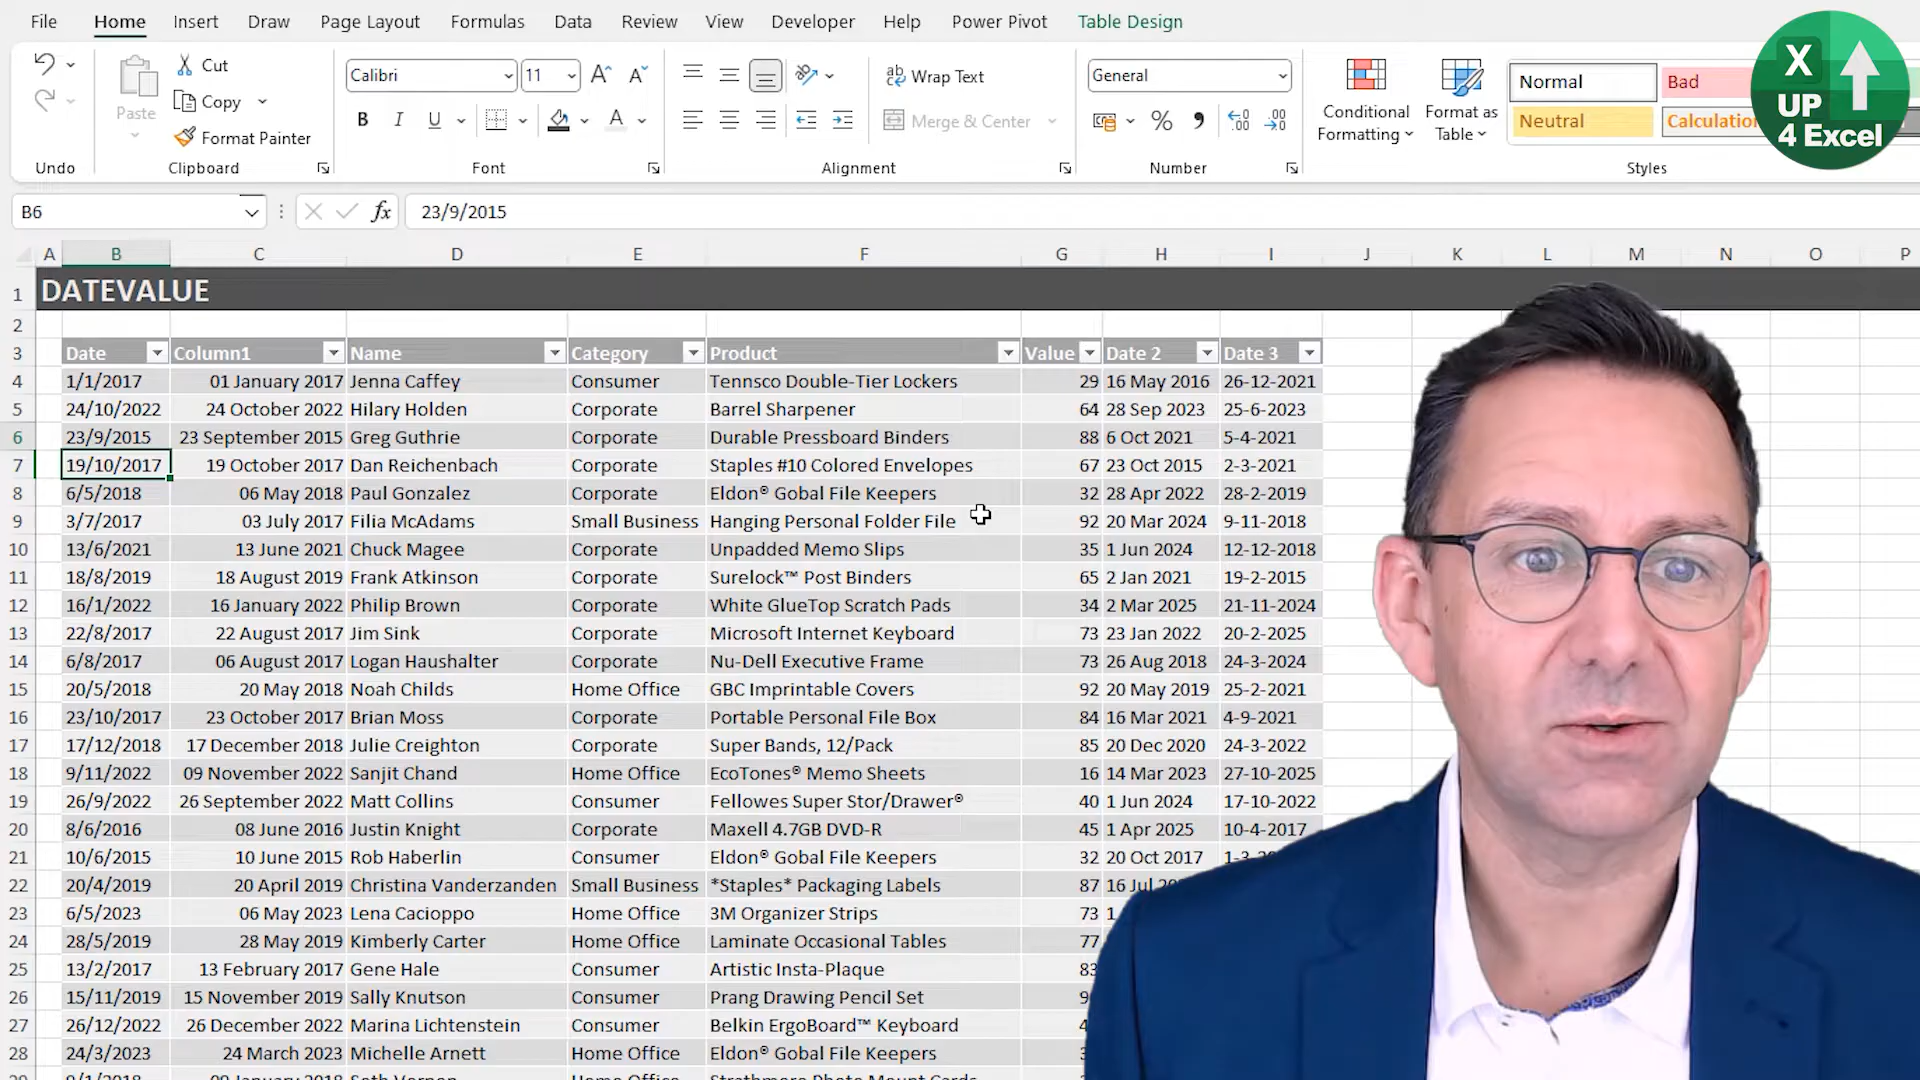 File Home Insert Draw Page Layout Formulas Data Review View Developer Help Power Pivot Table Design
X UP 4 Excel
Paste Cut Copy Format Painter
Calibri 11
B I U A
Wrap Text
Merge & Center
General
%
Conditional Formatting
Format as Table
Normal Bad
Neutral Calculation
Undo Clipboard Font Alignment Number Styles
B6 fx 23/9/2015
A B C D E F G H I J K L M N O P
1 DATEVALUE
2
3 Date Column1 Name Category Product Value Date 2 Date 3
4 1/1/2017 01 January 2017 Jenna Caffey Consumer Tennsco Double-Tier Lockers 29 16 May 2016 26-12-2021
5 24/10/2022 24 October 2022 Hilary Holden Corporate Barrel Sharpener 64 28 Sep 2023 25-6-2023
6 23/9/2015 23 September 2015 Greg Guthrie Corporate Durable Pressboard Binders 88 6 Oct 2021 5-4-2021
7 19/10/2017 19 October 2017 Dan Reichenbach Corporate Staples #10 Colored Envelopes 67 23 Oct 2015 2-3-2021
8 6/5/2018 06 May 2018 Paul Gonzalez Corporate Eldon® Gobal File Keepers 32 28 Apr 2022 28-2-2019
9 3/7/2017 03 July 2017 Filia McAdams Small Business Hanging Personal Folder File 92 20 Mar 2024 9-11-2018
10 13/6/2021 13 June 2021 Chuck Magee Corporate Unpadded Memo Slips 35 1 Jun 2024 12-12-2018
11 18/8/2019 18 August 2019 Frank Atkinson Corporate Surelock™ Post Binders 65 2 Jan 2021 19-2-2015
12 16/1/2022 16 January 2022 Philip Brown Corporate White GlueTop Scratch Pads 34 2 Mar 2025 21-11-2024
13 22/8/2017 22 August 2017 Jim Sink Corporate Microsoft Internet Keyboard 73 23 Jan 2022 20-2-2025
14 6/8/2017 06 August 2017 Logan Haushalter Corporate Nu-Dell Executive Frame 73 26 Aug 2018 24-3-2024
15 20/5/2018 20 May 2018 Noah Childs Home Office GBC Imprintable Covers 92 20 May 2019 25-2-2021
16 23/10/2017 23 October 2017 Brian Moss Corporate Portable Personal File Box 84 16 Mar 2021 4-9-2021
17 17/12/2018 17 December 2018 Julie Creighton Corporate Super Bands, 12/Pack 85 20 Dec 2020 24-3-2022
18 9/11/2022 09 November 2022 Sanjit Chand Home Office EcoTones® Memo Sheets 16 14 Mar 2023 27-10-2025
19 26/9/2022 26 September 2022 Matt Collins Consumer Fellowes Super Stor/Drawer® 40 1 Jun 2024 17-10-2022
20 8/6/2016 08 June 2016 Justin Knight Corporate Maxell 4.7GB DVD-R 45 1 Apr 2025 10-4-2017
21 10/6/2015 10 June 2015 Rob Haberlin Consumer Eldon® Gobal File Keepers 32 20 Oct 2017
22 20/4/2019 20 April 2019 Christina Vanderzanden Small Business *Staples* Packaging Labels 87 16 Jul
23 6/5/2023 06 May 2023 Lena Cacioppo Home Office 3M Organizer Strips 73
24 28/5/2019 28 May 2019 Kimberly Carter Home Office Laminate Occasional Tables 77
25 13/2/2017 13 February 2017 Gene Hale Consumer Artistic Insta-Plaque
26 15/11/2019 15 November 2019 Sally Knutson Consumer Prang Drawing Pencil Set
27 26/12/2022 26 December 2022 Marina Lichtenstein Consumer Belkin ErgoBoard™ Keyboard
28 24/3/2023 24 March 2023 Michelle Arnett Home Office Eldon® Gobal File Keepers